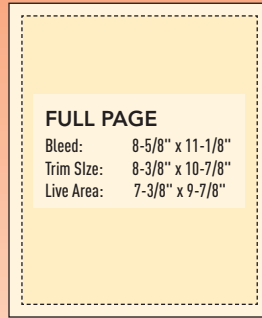 FULL PAGE
Bleed: 8-5/8" x 11-1/8"
Trim SIze: 8-3/8" x 10-7/8"
Live Area: 7-3/8" x 9-7/8"